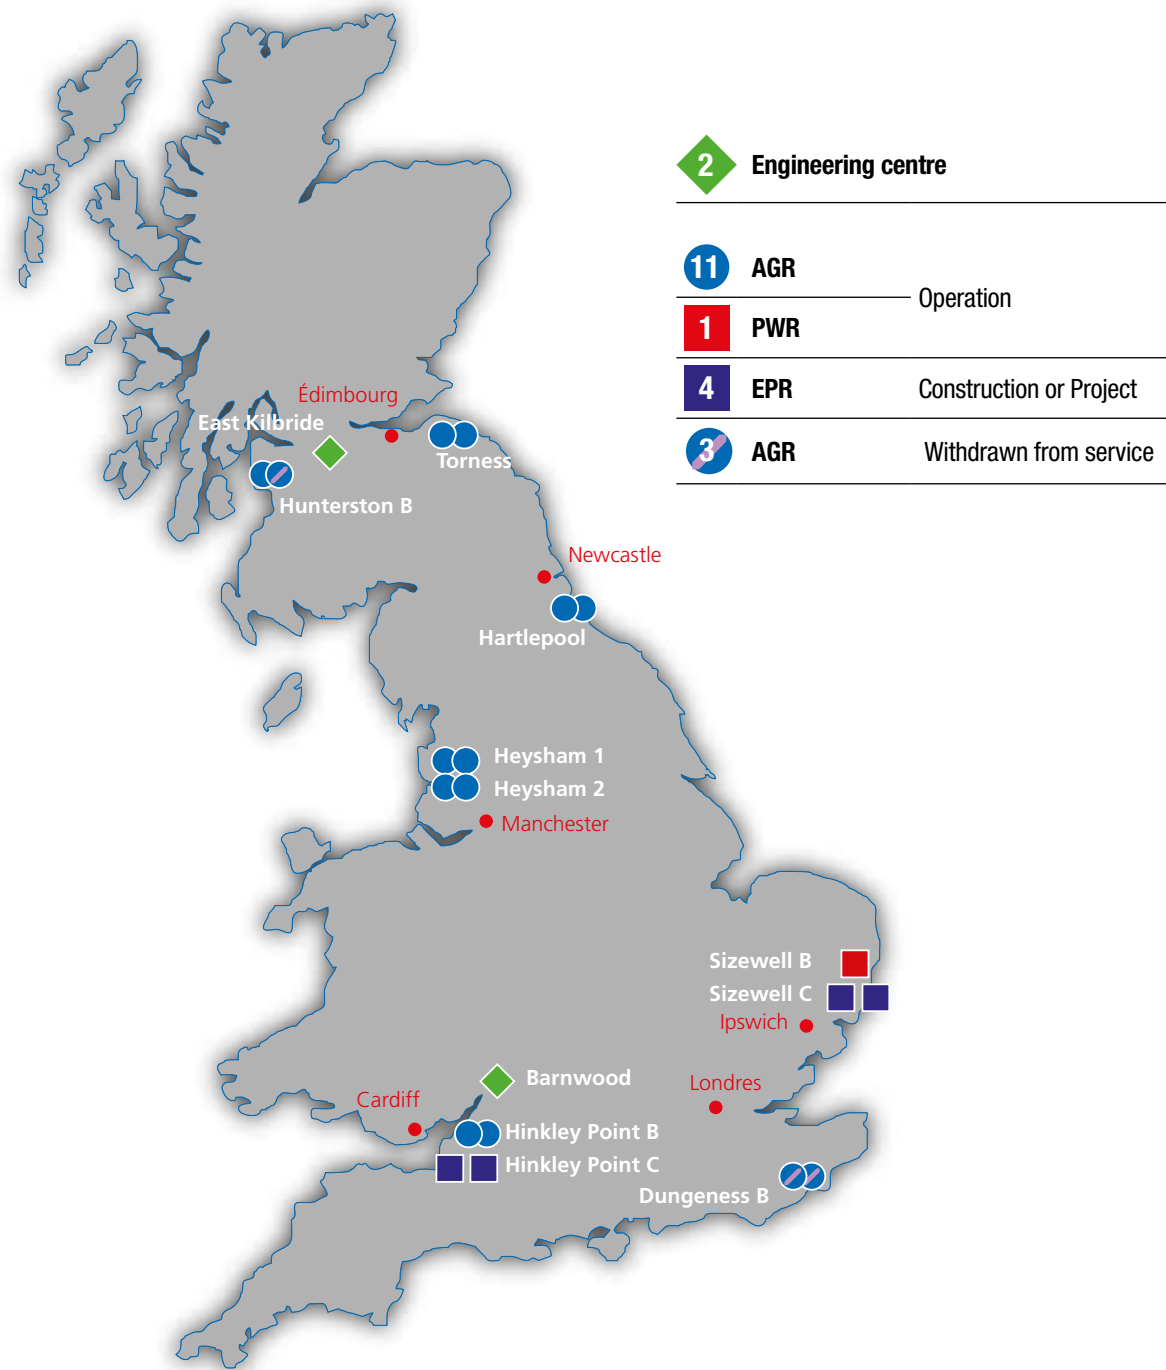 2 Engineering centre
11 AGR
Operation
1 PWR
4 EPR Construction or Project
3 AGR Withdrawn from service
Édimbourg
East Kilbride
Torness
Hunterston B
Newcastle
Hartlepool
Heysham 1
Heysham 2
Manchester
Sizewell B
Sizewell C
Ipswich
Barnwood
Londres
Cardiff
Hinkley Point B
Hinkley Point C
Dungeness B